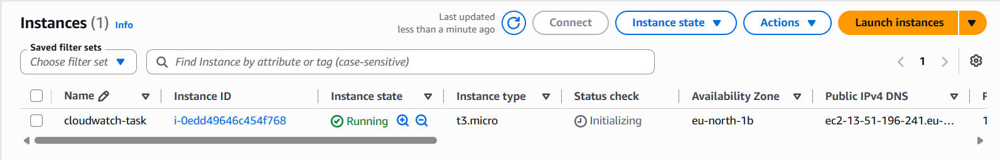 Instances (1) Info
Last updated
less than a minute ago
Connect
Instance state
Actions
Launch instances
Saved filter sets
Choose filter set
Find Instance by attribute or tag (case-sensitive)
1
Name Instance ID Instance state Instance type Status check Availability Zone Public IPv4 DNS P
cloudwatch-task i-0edd49646c454f768 Running t3.micro Initializing eu-north-1b ec2-13-51-196-241.eu-... 1